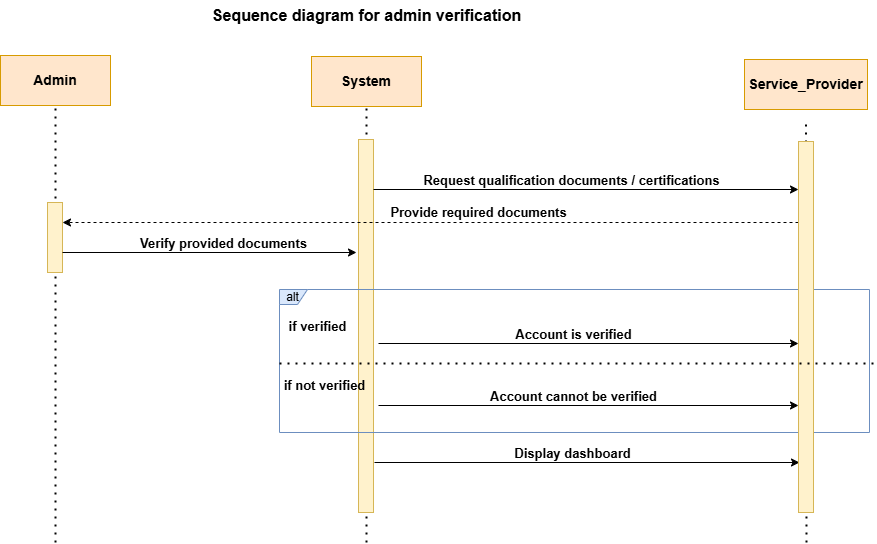 Sequence diagram for admin verification
Admin
System
Service_Provider
Request qualification documents / certifications
Provide required documents
Verify provided documents
alt
if verified
Account is verified
if not verified
Account cannot be verified
Display dashboard